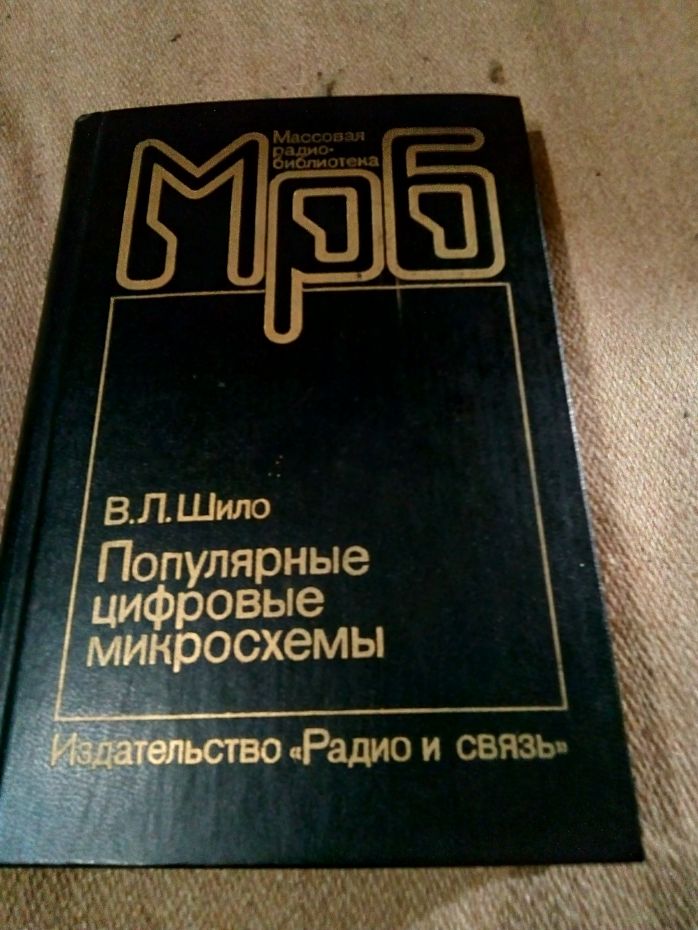 Массовая
радио-
библиотека
Мрб
В.Л.Шило
Популярные
цифровые
микросхемы
Издательство «Радио и связь»